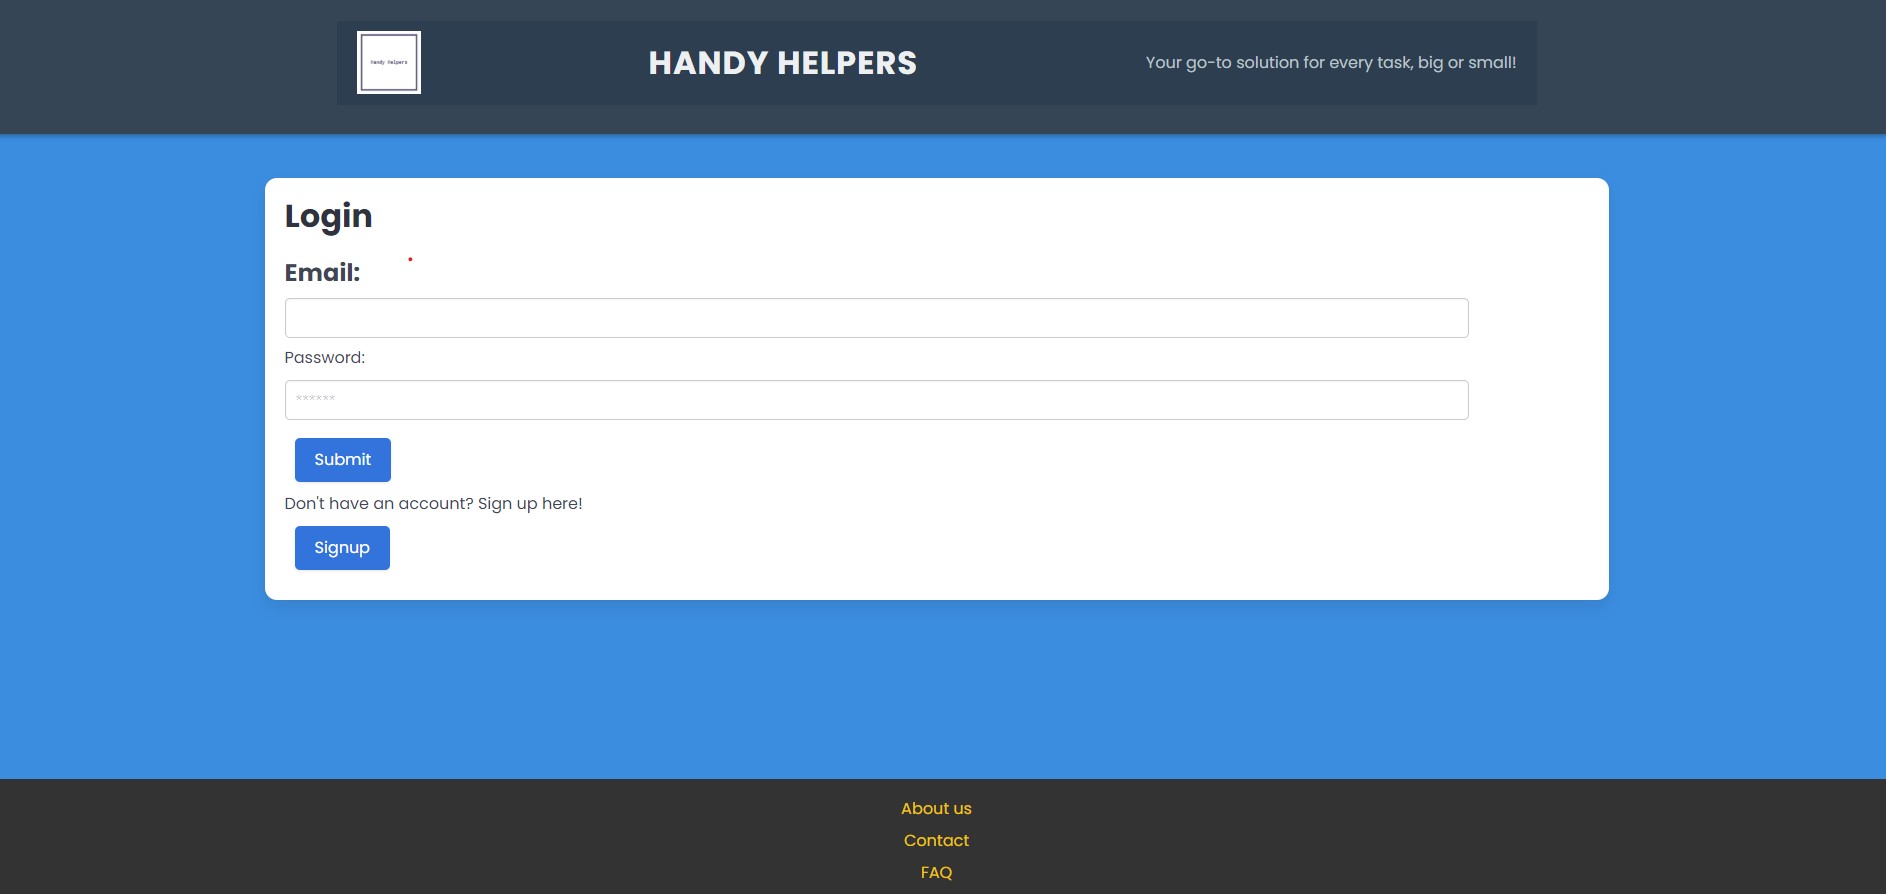 Handy Helpers
HANDY HELPERS
Your go-to solution for every task, big or small!
Login
Email:
Password:
******
Submit
Don't have an account? Sign up here!
Signup
About us
Contact
FAQ